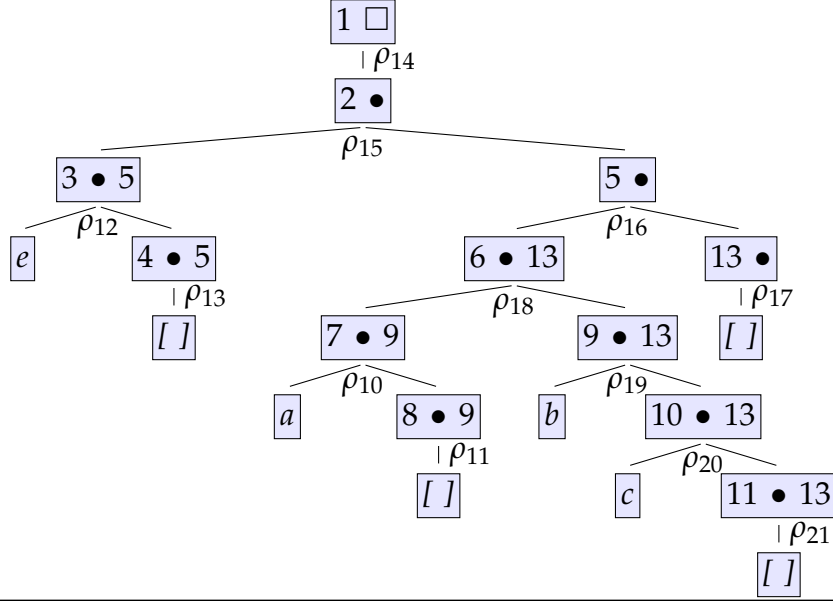 1 □
ρ14
2 •
ρ15
3 • 5 5 •
ρ12 ρ16
e 4 • 5 6 • 13 13 •
ρ13 ρ18 ρ17
[ ] 7 • 9 9 • 13 [ ]
ρ10 ρ19
a 8 • 9 b 10 • 13
ρ11 ρ20
[ ] c 11 • 13
ρ21
[ ]